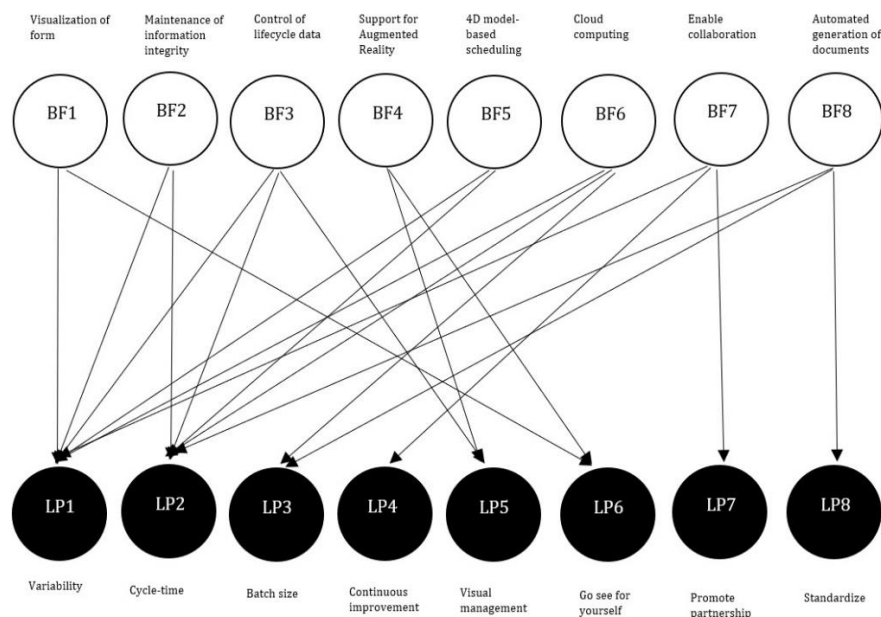 Visualization of
form
Maintenance of
information
integrity
Control of
lifecycle data
Support for
Augmented
Reality
4D model-
based
scheduling
Cloud
computing
Enable
collaboration
Automated
generation of
documents
BF1
BF2
BF3
BF4
BF5
BF6
BF7
BF8
LP1
LP2
LP3
LP4
LP5
LP6
LP7
LP8
Variability
Cycle-time
Batch size
Continuous
improvement
Visual
management
Go see for
yourself
Promote
partnership
Standardize